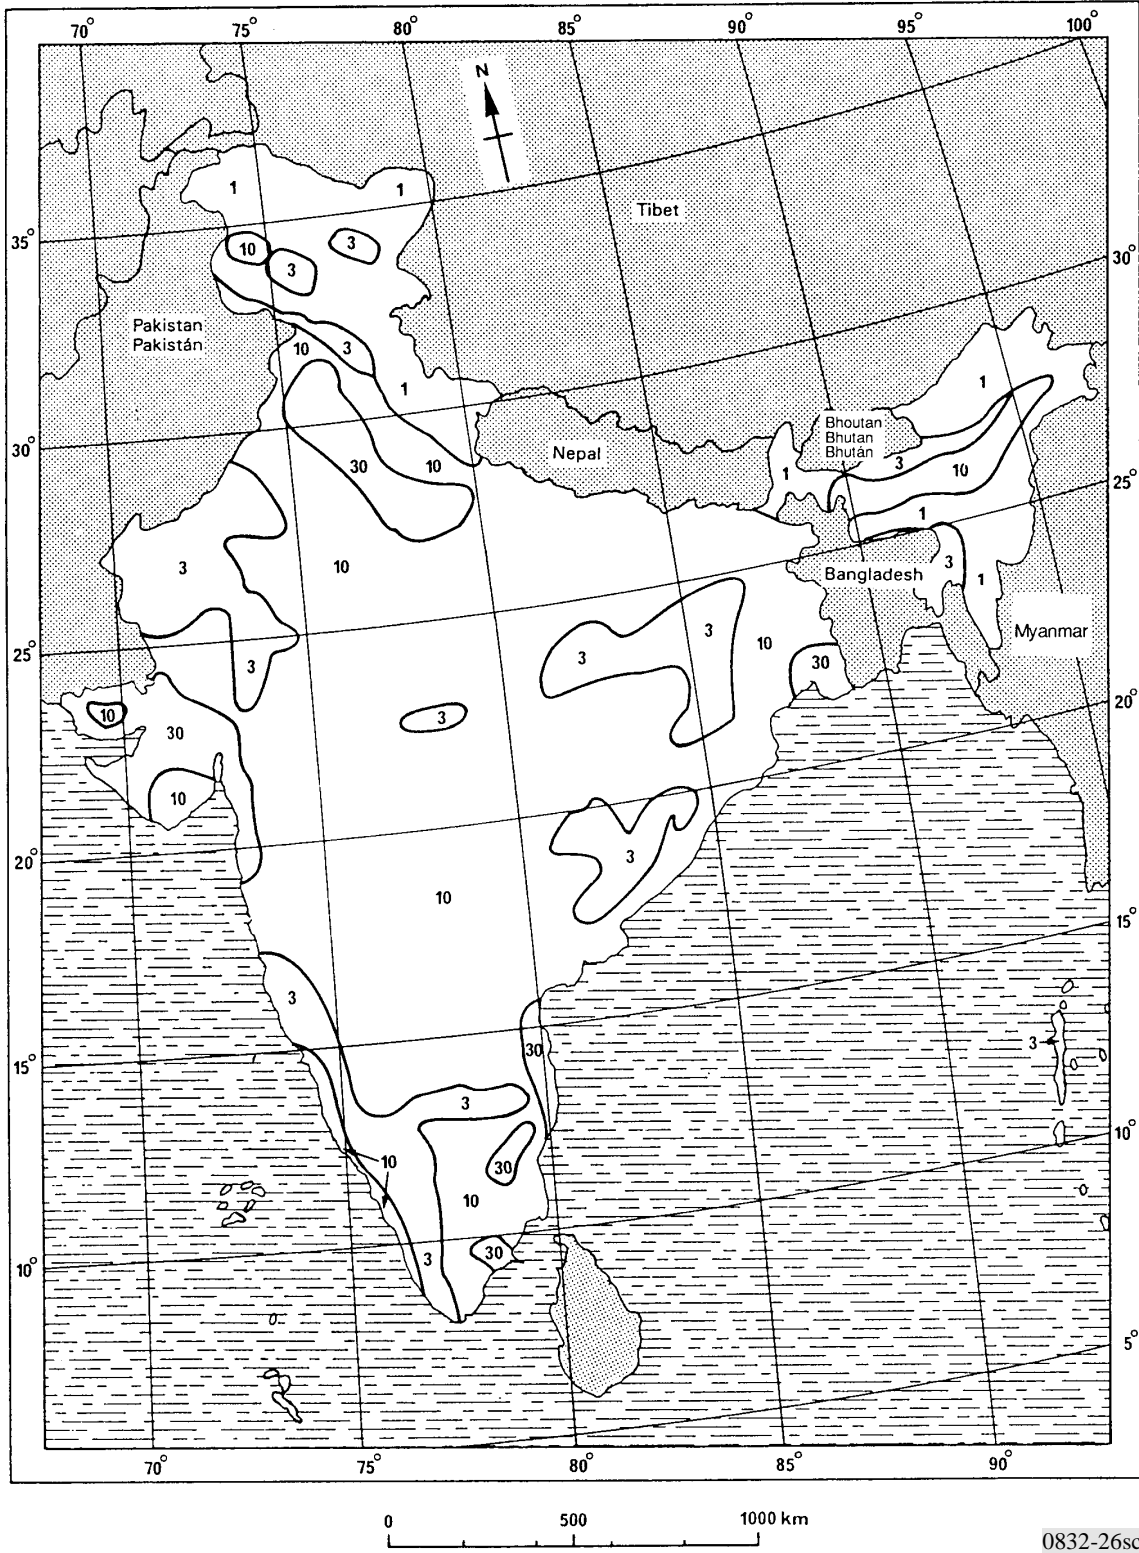 70° 75° 80° 85° 90° 95° 100°
N
1 1
Tibet
35° 10 3 3
30°
Pakistan
Pakistán
10 3
1
1
Bhoutan
Bhutan
Bhután
30° 30 10 Nepal 1 3 10
25°
1
3 10 Bangladesh 3 1
Myanmar
25° 3 3 3 10 30
20°
10 30 3
10
20° 3
10
15°
3
15° 30 3
3
10°
10 30
10
10° 3 30
5°
70° 75° 80° 85° 90°
0 500 1000 km
0832-26sc